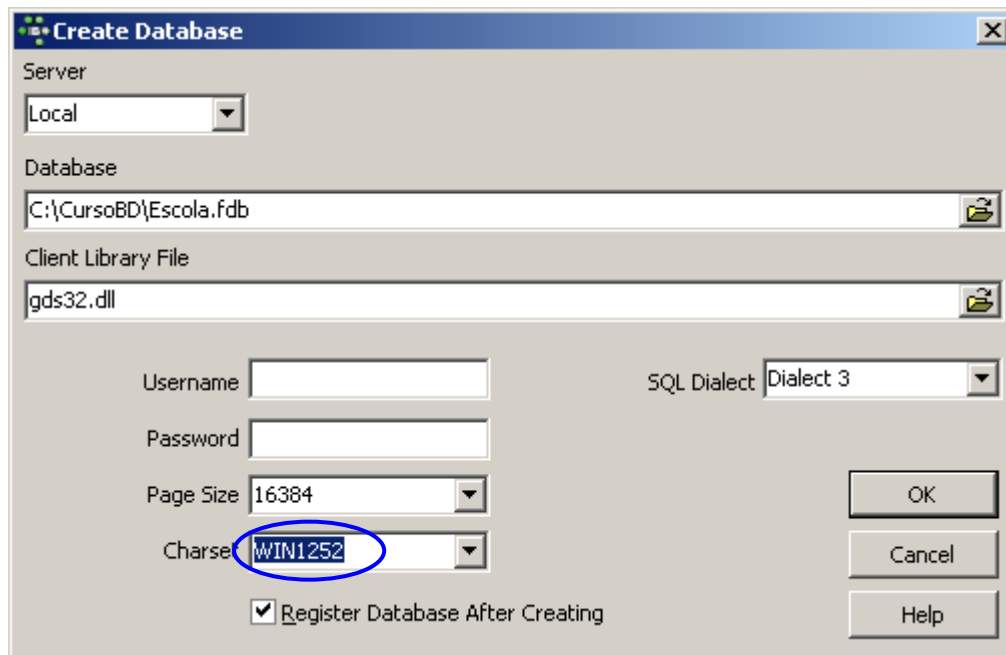 Create Database
Server
Local
Database
C:\CursoBD\Escola.fdb
Client Library File
gds32.dll
Username
SQL Dialect Dialect 3
Password
Page Size 16384
OK
Charset WIN1252
Cancel
Register Database After Creating
Help